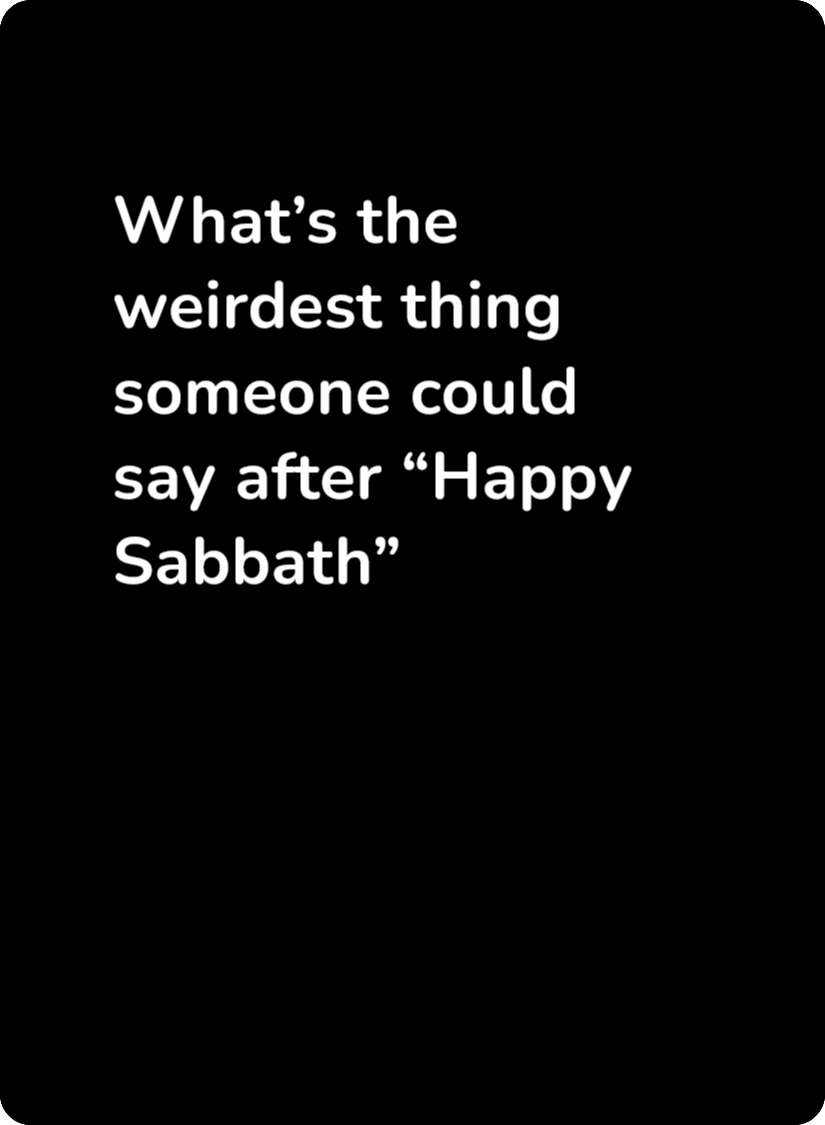 What’s the
weirdest thing
someone could
say after “Happy
Sabbath”